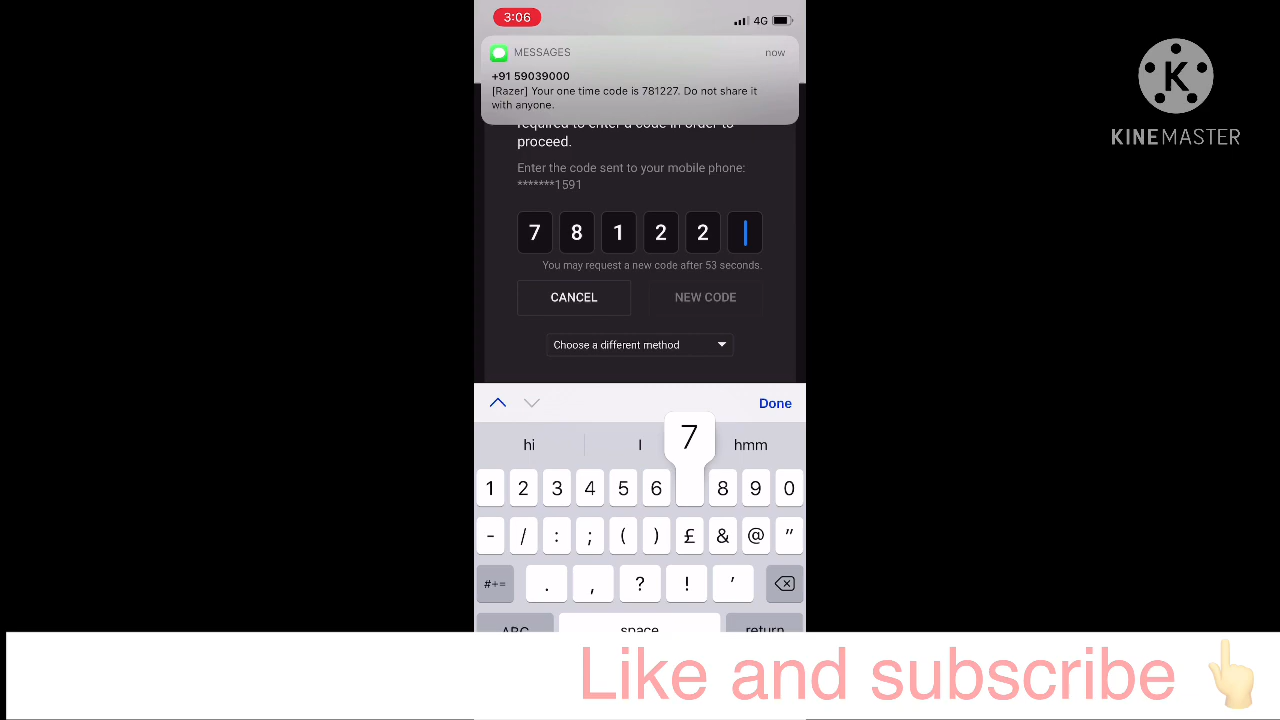 3:06
4G
MESSAGES
now
+91 59039000
[Razer] Your one time code is 781227. Do not share it
with anyone.
required to enter a code in order to
proceed.
Enter the code sent to your mobile phone:
*******1591
7 8 1 2 2
You may request a new code after 53 seconds.
CANCEL
NEW CODE
Choose a different method
Done
hi
I
hmm
7
1 2 3 4 5 6 8 9 0
- / : ; ( ) £ & @ "
#+= . , ? ! '
ABC space return
K
KINEMASTER
Like and subscribe 👆🏻